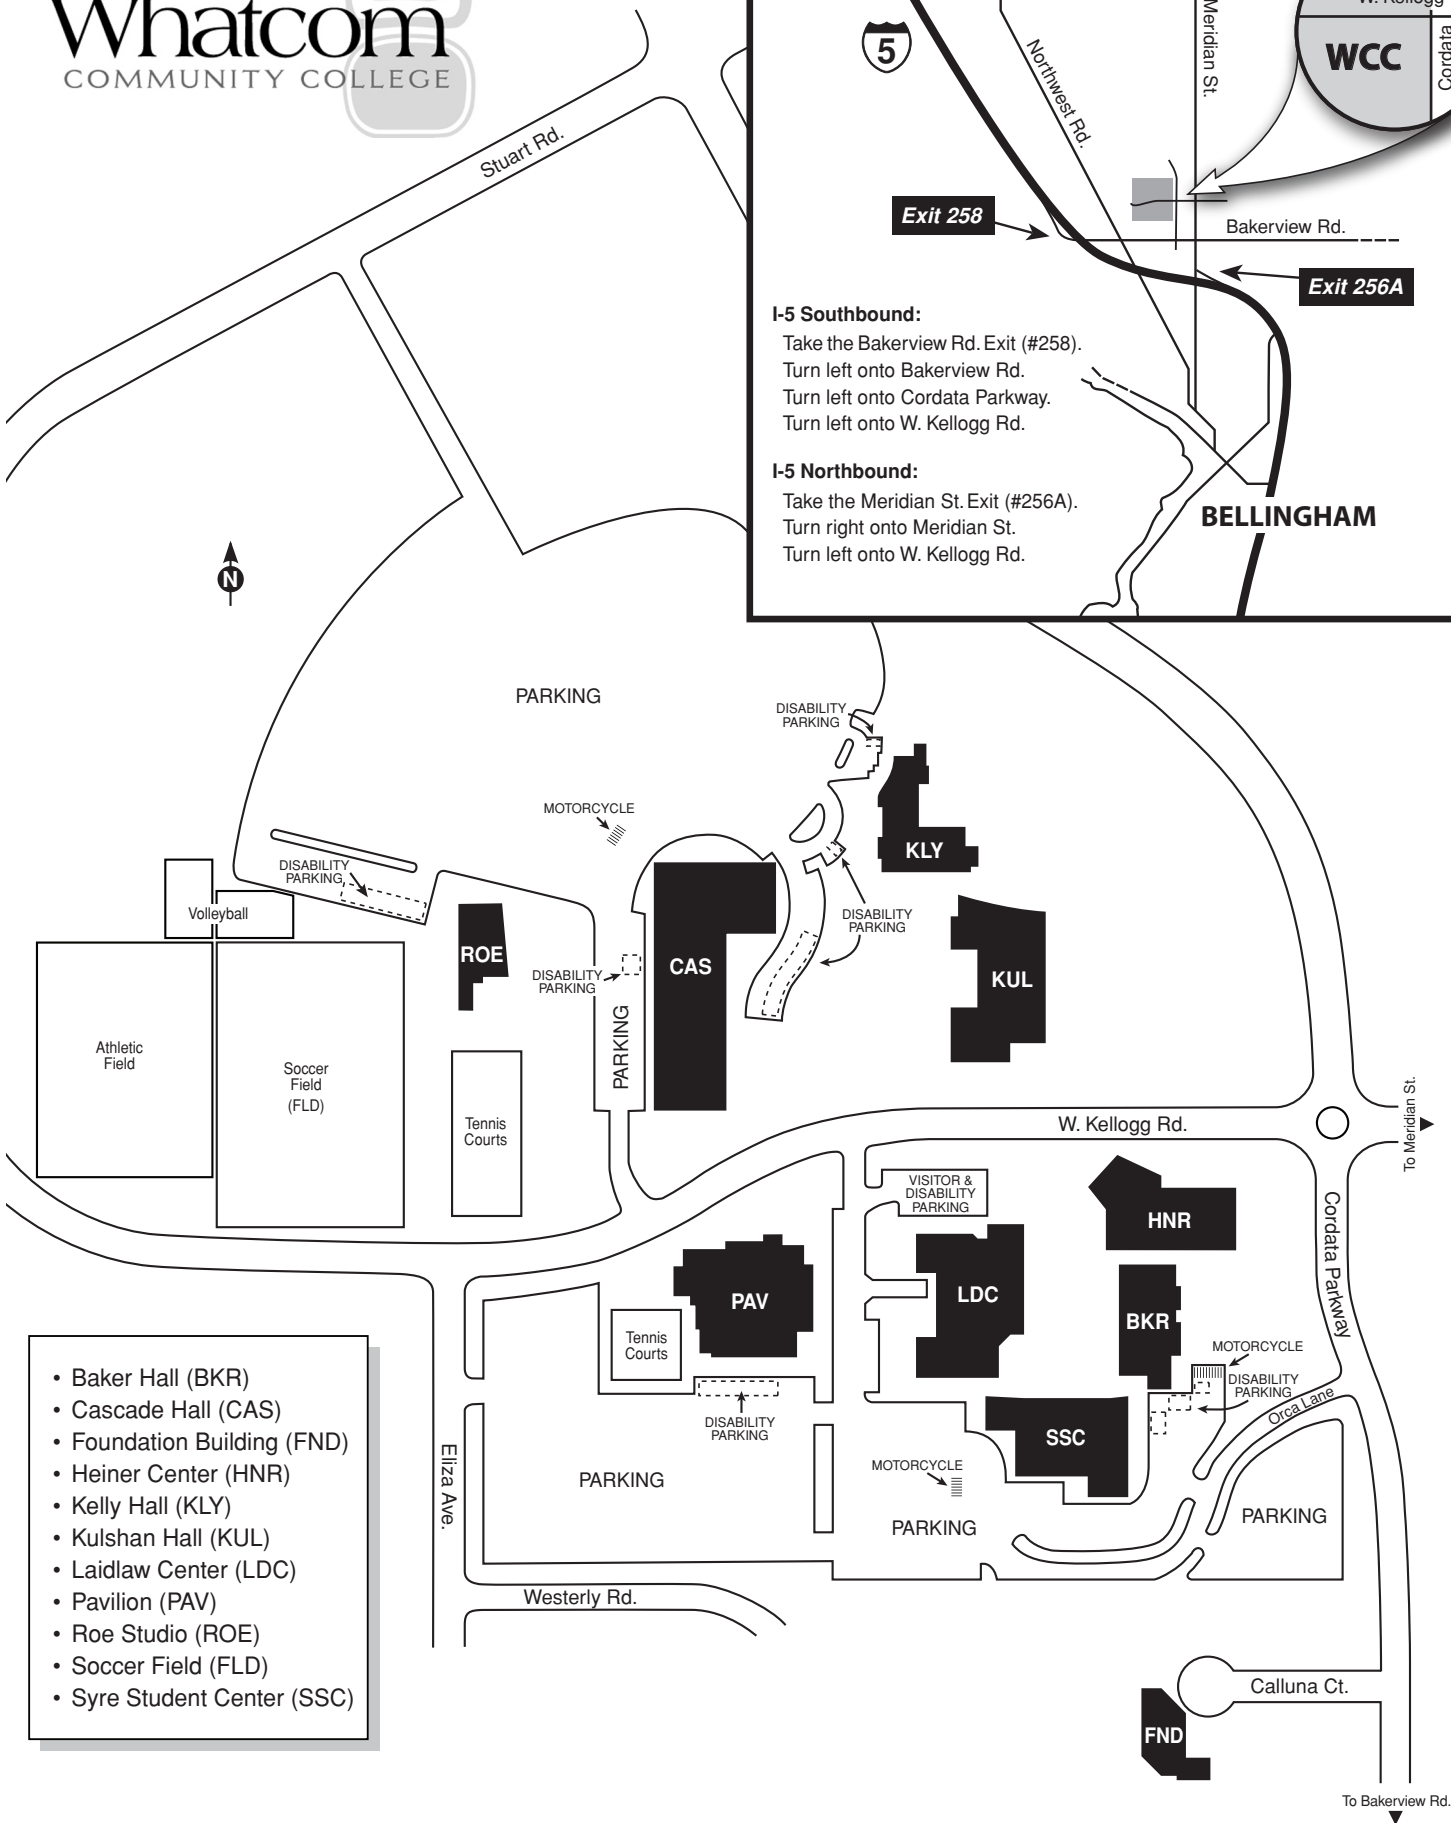 Whatcom
COMMUNITY COLLEGE
Stuart Rd.
5
Northwest Rd.
Meridian St.
W. Kellogg
WCC
Cordata
Exit 258
Bakerview Rd.
Exit 256A
I-5 Southbound:
Take the Bakerview Rd. Exit (#258).
Turn left onto Bakerview Rd.
Turn left onto Cordata Parkway.
Turn left onto W. Kellogg Rd.
I-5 Northbound:
Take the Meridian St. Exit (#256A).
Turn right onto Meridian St.
Turn left onto W. Kellogg Rd.
BELLINGHAM
N
PARKING
DISABILITY
PARKING
MOTORCYCLE
KLY
DISABILITY
PARKING
Volleyball
DISABILITY
PARKING
ROE
CAS
DISABILITY
PARKING
KUL
PARKING
Athletic
Field
Soccer
Field
(FLD)
Tennis
Courts
W. Kellogg Rd.
To Meridian St.
VISITOR &
DISABILITY
PARKING
HNR
Cordata Parkway
PAV
LDC
BKR
Tennis
Courts
MOTORCYCLE
DISABILITY
PARKING
Orca Lane
DISABILITY
PARKING
SSC
MOTORCYCLE
Eliza Ave.
PARKING
PARKING
PARKING
Westerly Rd.
• Baker Hall (BKR)
• Cascade Hall (CAS)
• Foundation Building (FND)
• Heiner Center (HNR)
• Kelly Hall (KLY)
• Kulshan Hall (KUL)
• Laidlaw Center (LDC)
• Pavilion (PAV)
• Roe Studio (ROE)
• Soccer Field (FLD)
• Syre Student Center (SSC)
Calluna Ct.
FND
To Bakerview Rd.